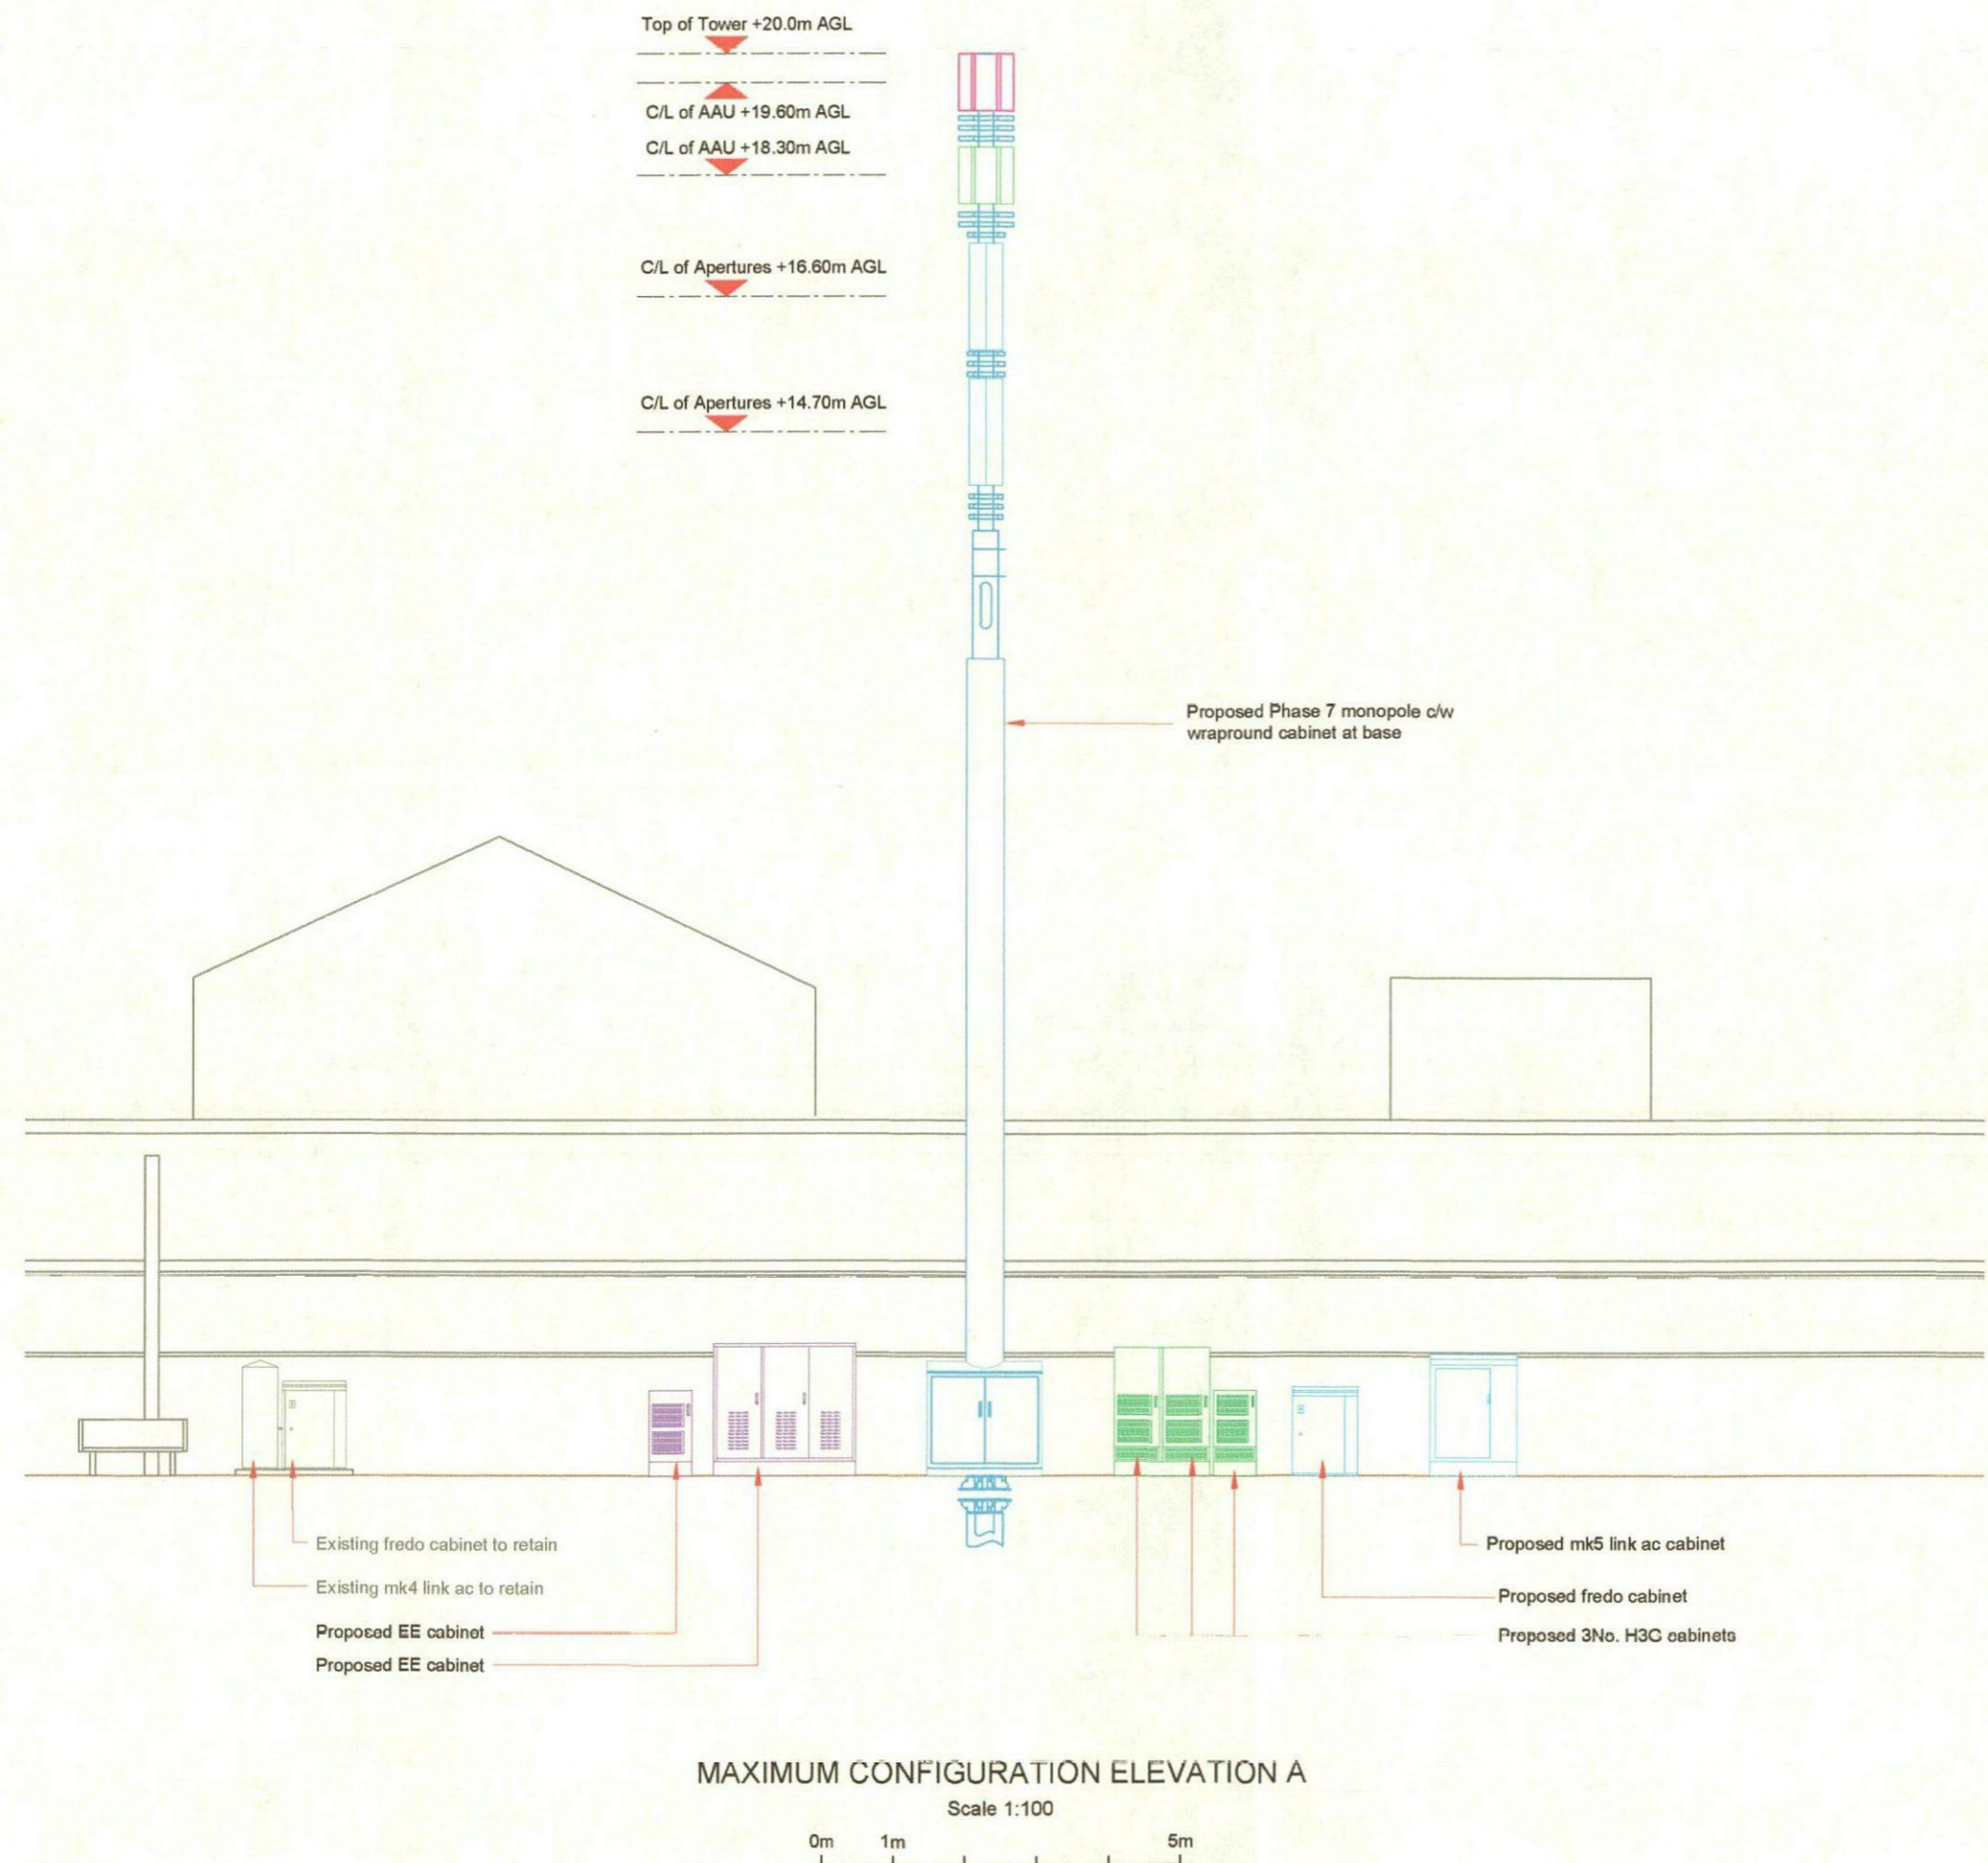 Top of Tower +20.0m AGL
C/L of AAU +19.60m AGL
C/L of AAU +18.30m AGL
C/L of Apertures +16.60m AGL
C/L of Apertures +14.70m AGL
Proposed Phase 7 monopole c/w
wrapround cabinet at base
Existing fredo cabinet to retain
Existing mk4 link ac to retain
Proposed EE cabinet
Proposed EE cabinet
Proposed mk5 link ac cabinet
Proposed fredo cabinet
Proposed 3No. H3G cabinets
MAXIMUM CONFIGURATION ELEVATION A
Scale 1:100
0m 1m 5m